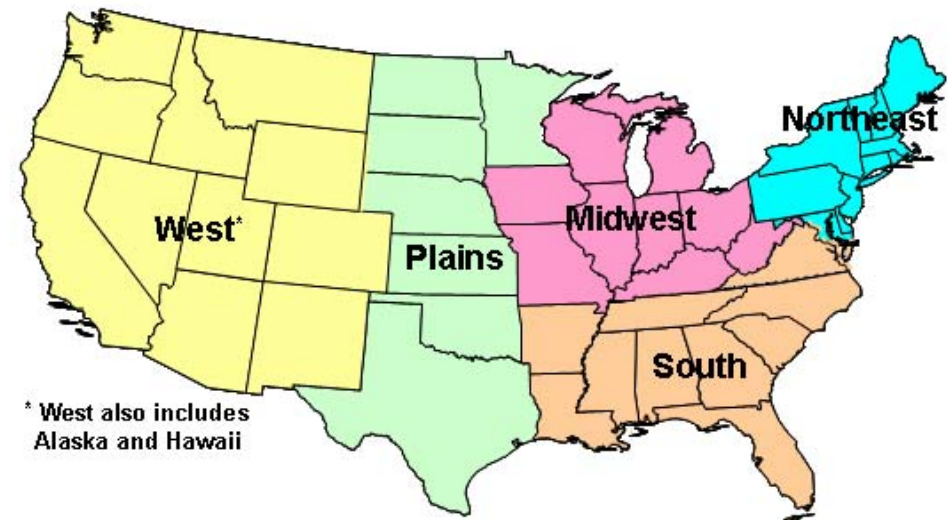 Northeast
Midwest
West*
Plains
South
* West also includes
Alaska and Hawaii